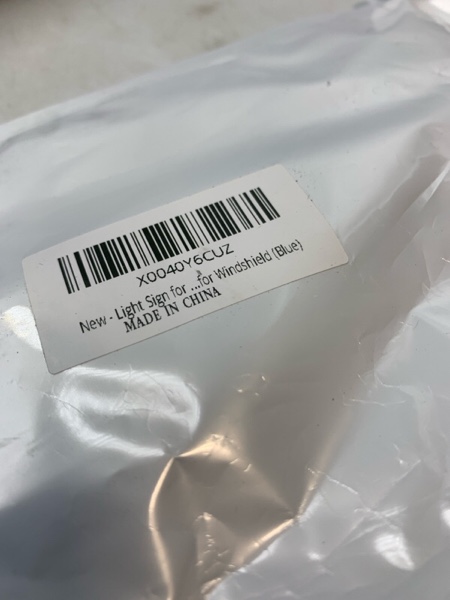 X0040Y6CUZ
New - Light Sign for ...for Windshield (Blue)
MADE IN CHINA